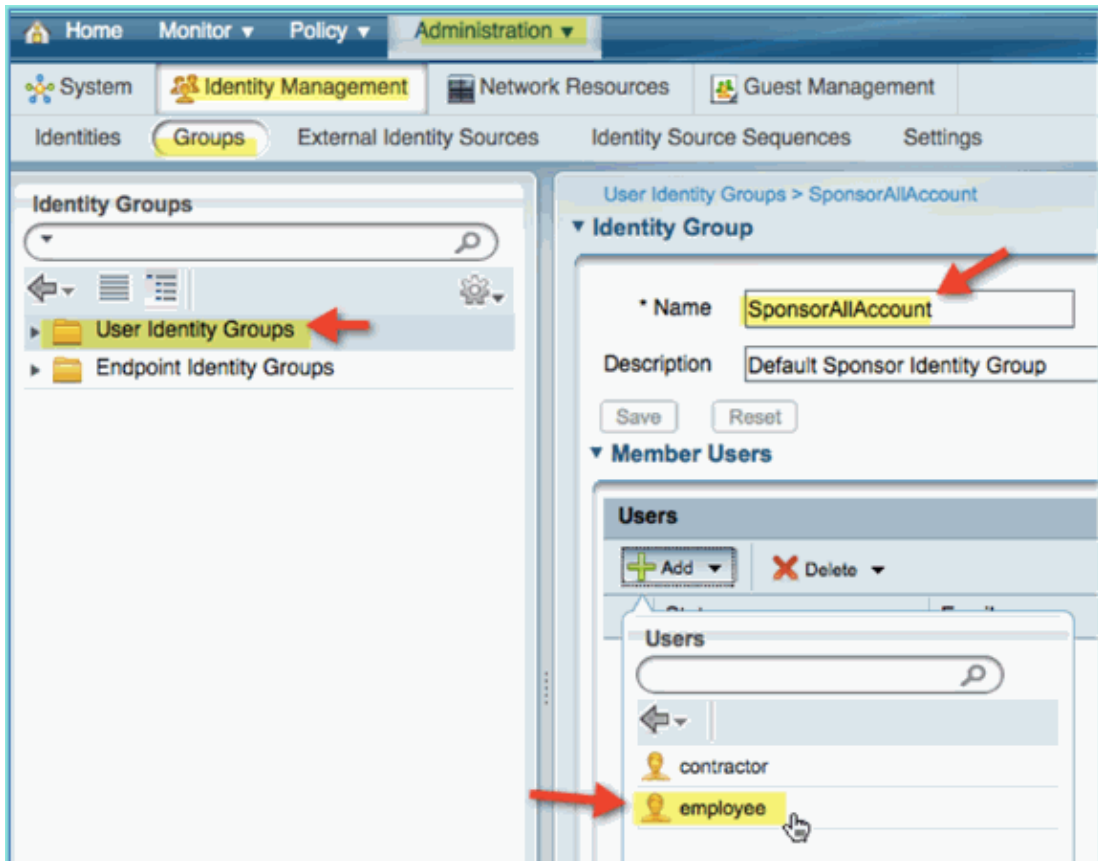 Home Monitor Policy Administration
System Identity Management Network Resources Guest Management
Identities Groups External Identity Sources Identity Source Sequences Settings
Identity Groups
User Identity Groups
Endpoint Identity Groups
User Identity Groups > SponsorAllAccount
Identity Group
* Name SponsorAllAccount
Description Default Sponsor Identity Group
Save Reset
Member Users
Users
Add Delete
Users
contractor
employee